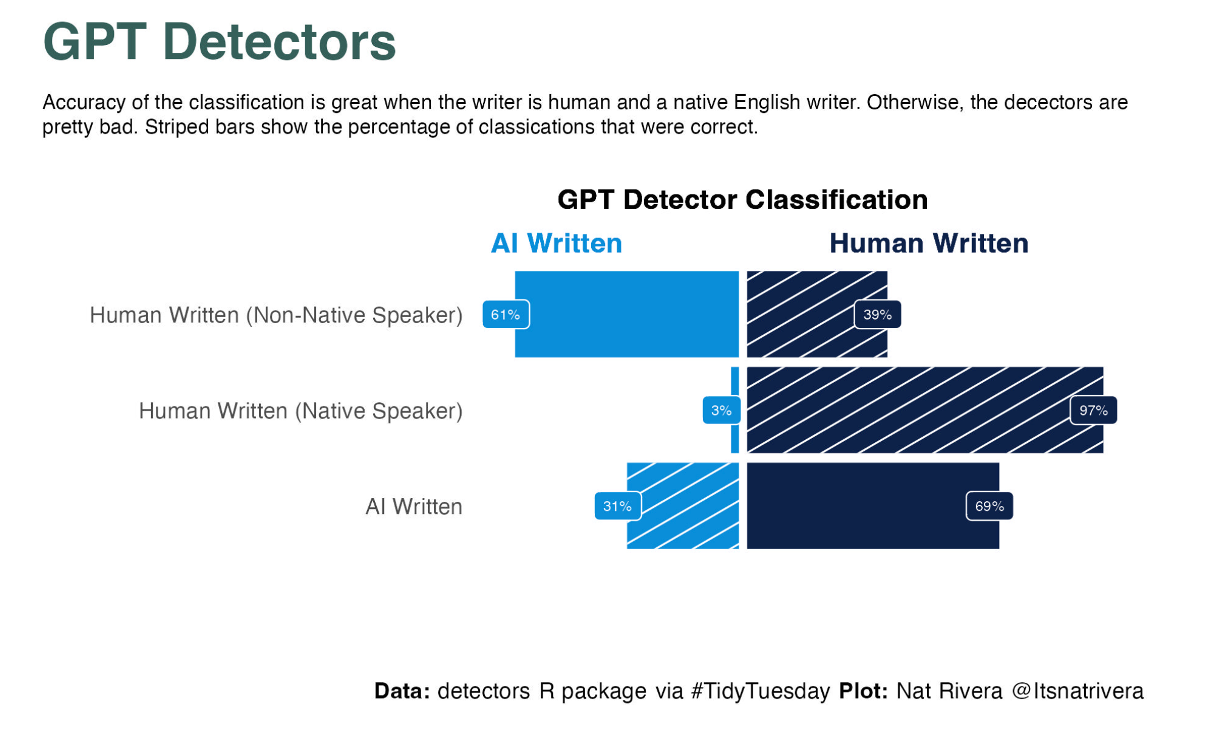 GPT Detectors
Accuracy of the classification is great when the writer is human and a native English writer. Otherwise, the decectors are
pretty bad. Striped bars show the percentage of classications that were correct.
GPT Detector Classification
AI Written Human Written
Human Written (Non-Native Speaker) 61% 39%
Human Written (Native Speaker) 3% 97%
AI Written 31% 69%
Data: detectors R package via #TidyTuesday Plot: Nat Rivera @Itsnatrivera